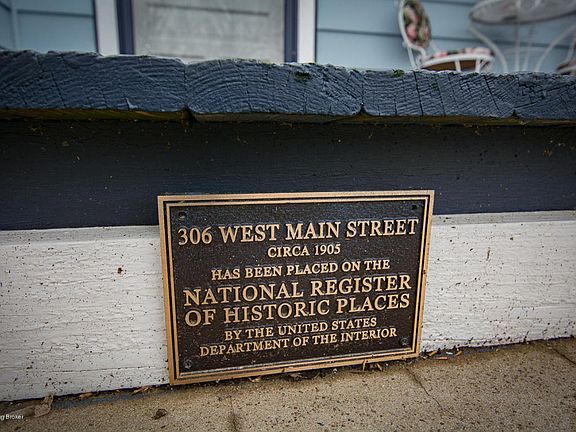 306 WEST MAIN STREET
CIRCA 1905
HAS BEEN PLACED ON THE
NATIONAL REGISTER
OF HISTORIC PLACES
BY THE UNITED STATES
DEPARTMENT OF THE INTERIOR
Broker